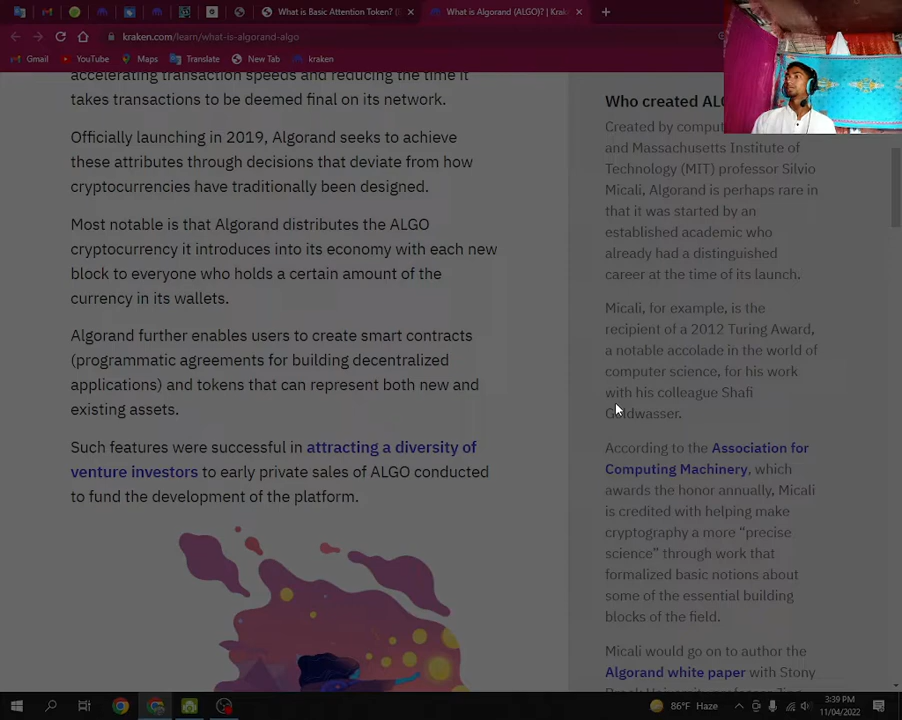 What is Basic Attention Token? (
What is Algorand (ALGO)? | Krak
kraken.com/learn/what-is-algorand-algo
Gmail
YouTube
Maps
Translate
New Tab
kraken
accelerating transaction speeds and reducing the time it
takes transactions to be deemed final on its network.
Officially launching in 2019, Algorand seeks to achieve
these attributes through decisions that deviate from how
cryptocurrencies have traditionally been designed.
Most notable is that Algorand distributes the ALGO
cryptocurrency it introduces into its economy with each new
block to everyone who holds a certain amount of the
currency in its wallets.
Algorand further enables users to create smart contracts
(programmatic agreements for building decentralized
applications) and tokens that can represent both new and
existing assets.
Such features were successful in attracting a diversity of
venture investors to early private sales of ALGO conducted
to fund the development of the platform.
Who created ALG
Created by comput
and Massachusetts Institute of
Technology (MIT) professor Silvio
Micali, Algorand is perhaps rare in
that it was started by an
established academic who
already had a distinguished
career at the time of its launch.
Micali, for example, is the
recipient of a 2012 Turing Award,
a notable accolade in the world of
computer science, for his work
with his colleague Shafi
Goldwasser.
According to the Association for
Computing Machinery, which
awards the honor annually, Micali
is credited with helping make
cryptography a more “precise
science” through work that
formalized basic notions about
some of the essential building
blocks of the field.
Micali would go on to author the
Algorand white paper with Stony
86°F Haze
3:39 PM
11/04/2022